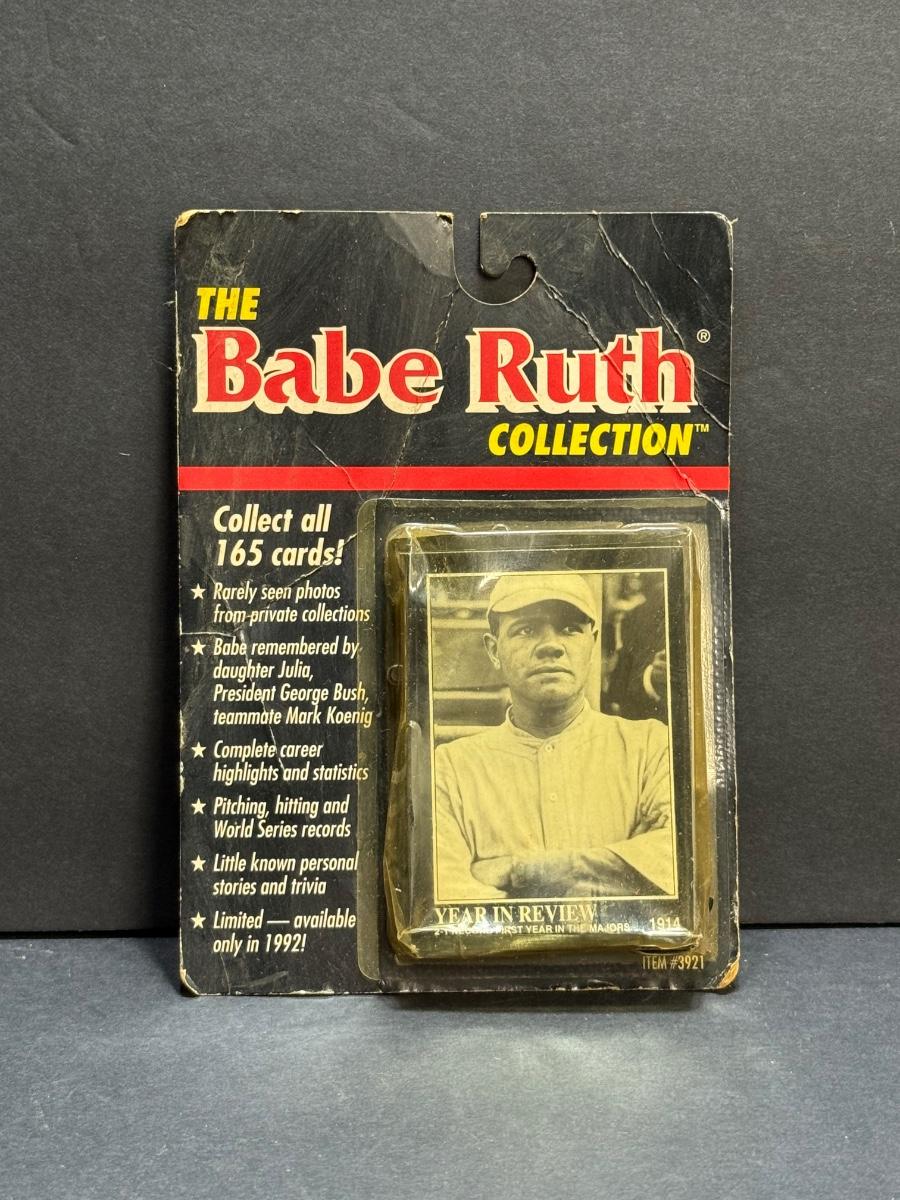 THE
Babe Ruth®
COLLECTION™
Collect all
165 cards!
★ Rarely seen photos
from private collections
★ Babe remembered by
daughter Julia,
President George Bush,
teammate Mark Koenig
★ Complete career
highlights and statistics
★ Pitching, hitting and
World Series records
★ Little known personal
stories and trivia
★ Limited — available
only in 1992!
YEAR IN REVIEW
2-1 RECORD FIRST YEAR IN THE MAJORS 1914
ITEM #3921